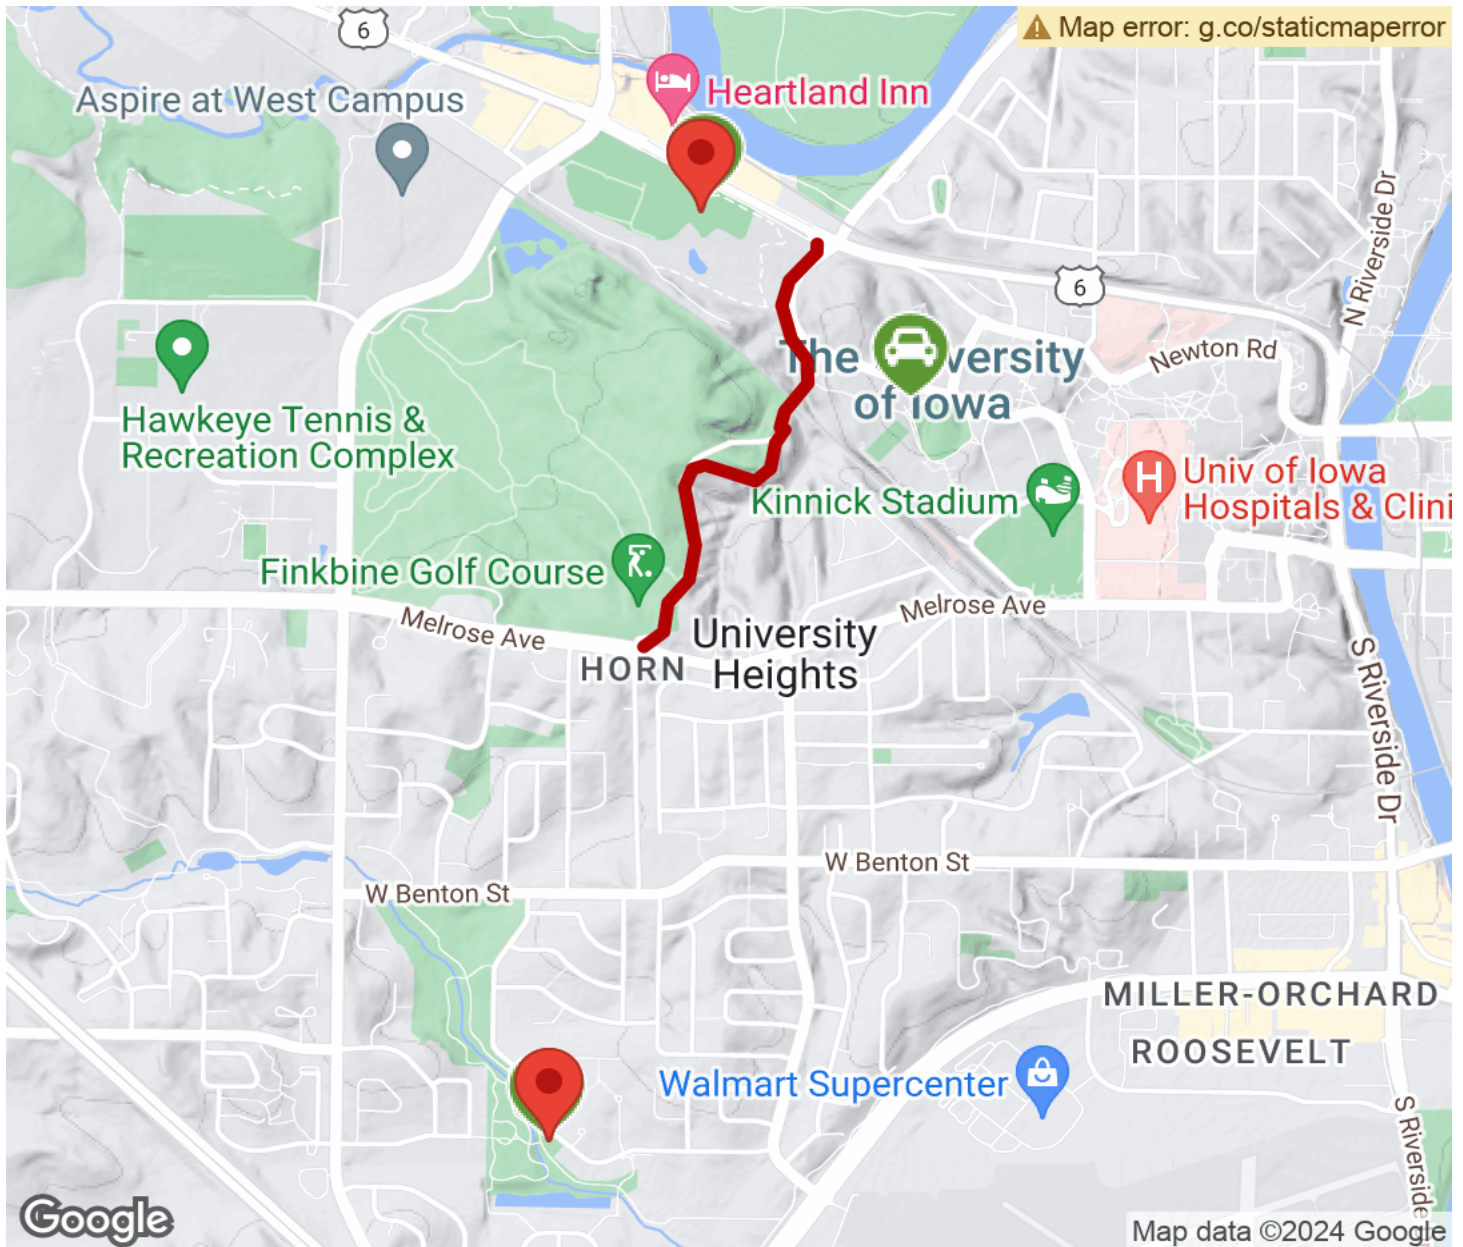 Map error: g.co/staticmaperror
6
Heartland Inn
Aspire at West Campus
N Riverside Dr
6
The University
of Iowa
Newton Rd
Hawkeye Tennis &
Recreation Complex
Kinnick Stadium
H
Univ of Iowa
Hospitals & Clini
Finkbine Golf Course
Melrose Ave
Melrose Ave
University
Heights
HORN
S Riverside Dr
W Benton St
W Benton St
MILLER-ORCHARD
ROOSEVELT
Walmart Supercenter
S Riverside
Google
Map data ©2024 Google